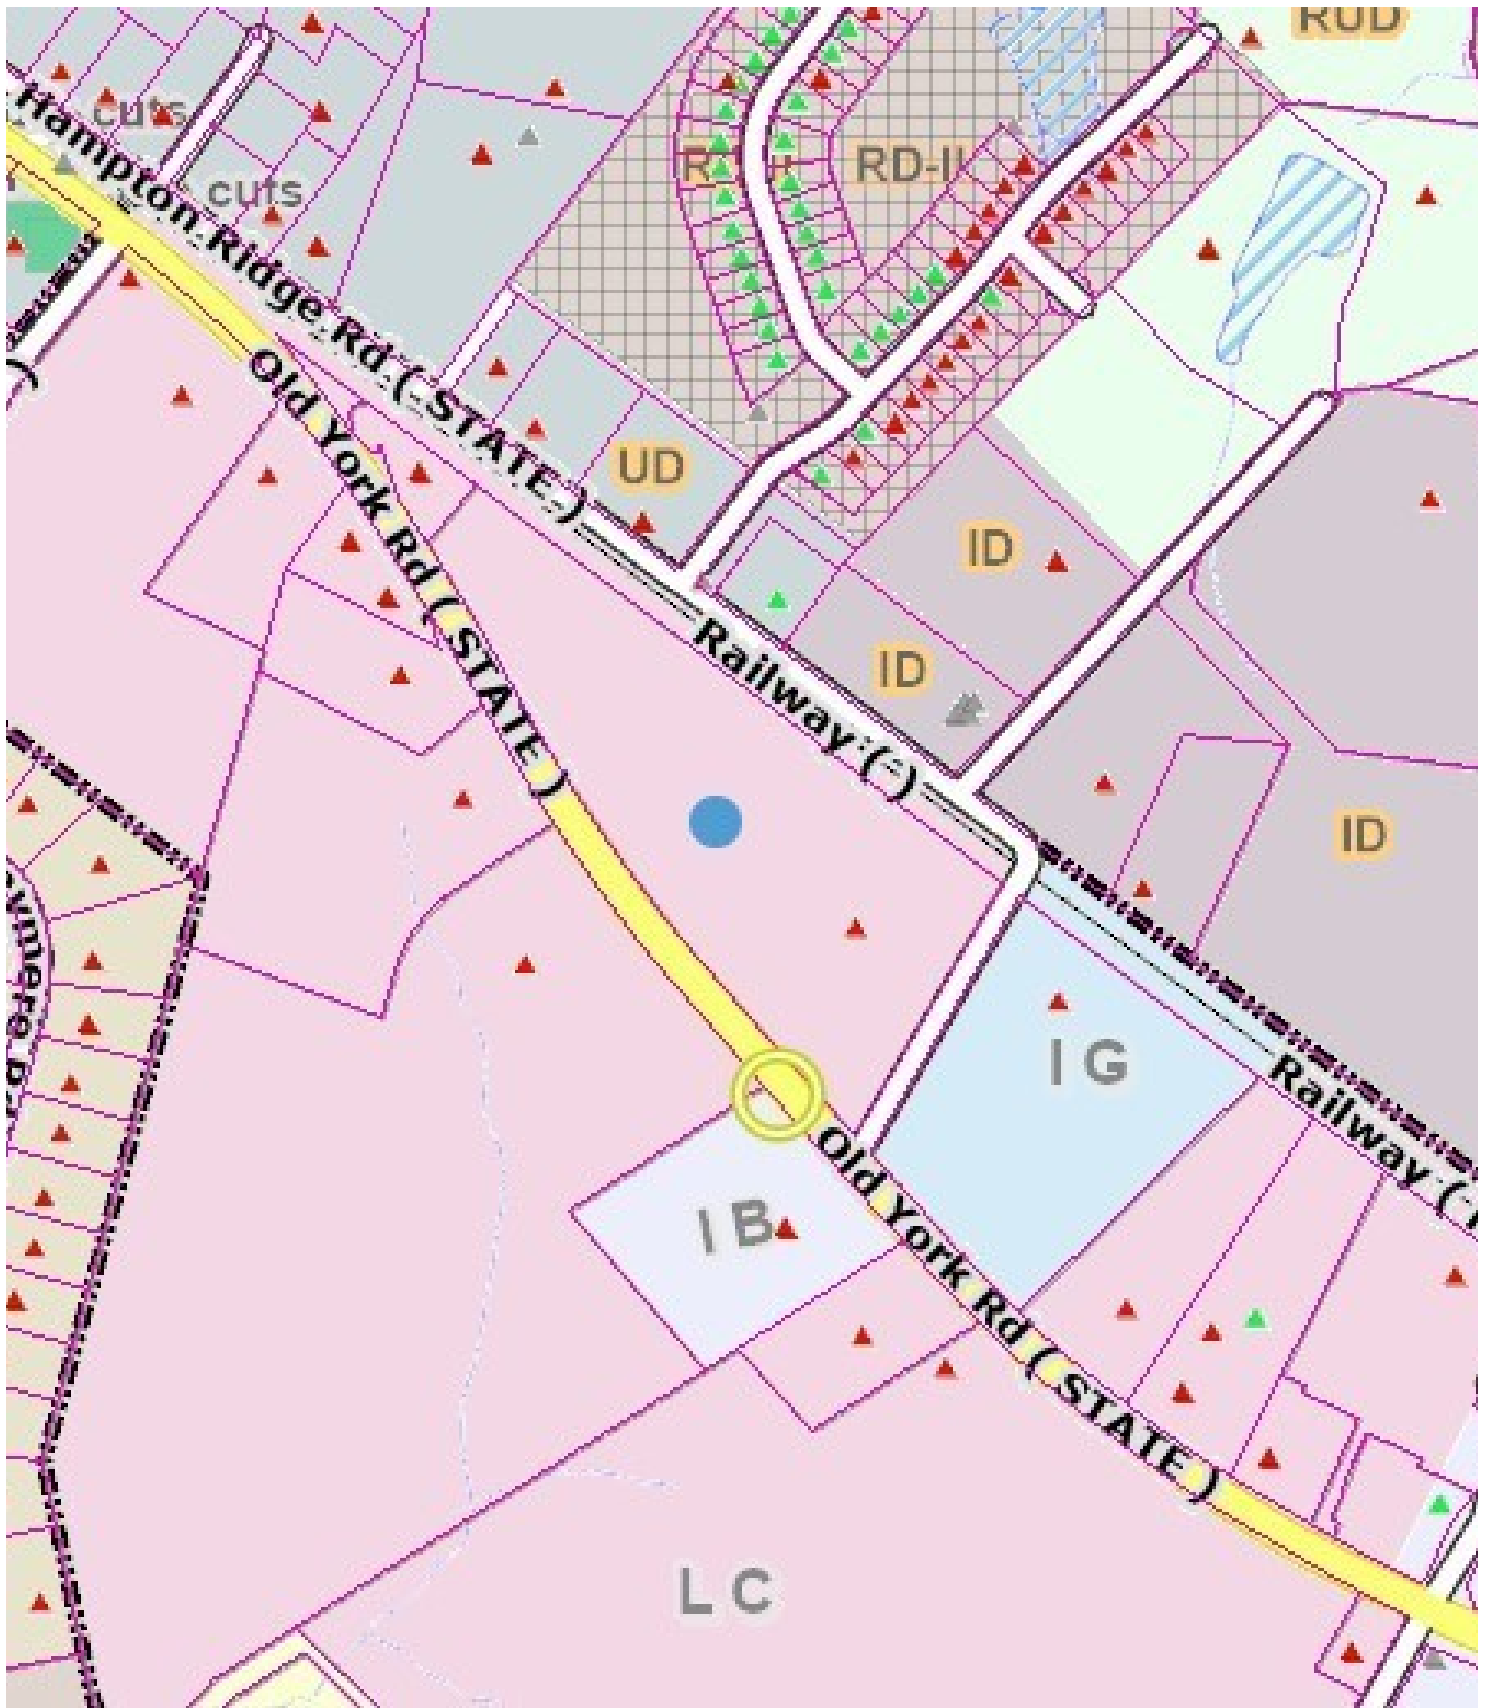 RUD
cuts
Hampton Ridge Rd ( STATE )
cuts
RD-II
Old York Rd ( STATE )
UD
ID
ID
Railway (
ID
I G
Railway (
I B
Old York Rd ( STATE )
L C